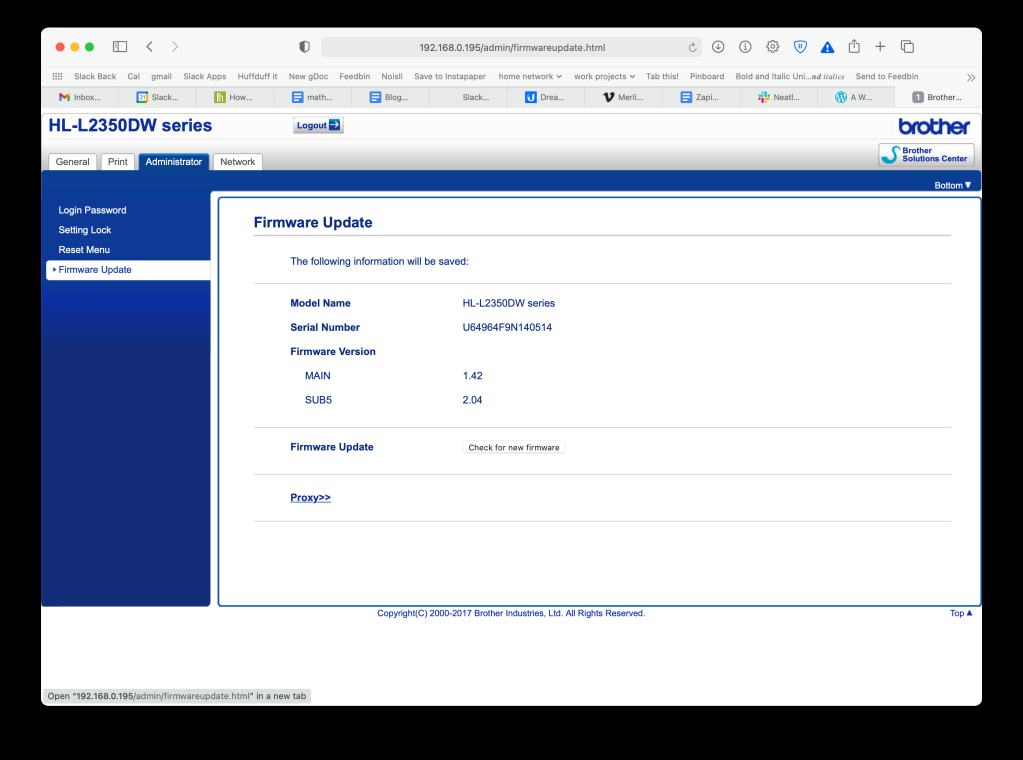 192.168.0.195/admin/firmwareupdate.html
Slack Back Cal gmail Slack Apps Huffduff it New gDoc Feedbin Noisli Save to Instapaper home network work projects Tab this! Pinboard Bold and Italic Uni...nd italics Send to Feedbin
Inbox... 31 Slack... How... math... Blog... Slack... Drea... Merli... Zapi... Neatl... A W... 1 Brother...
HL-L2350DW series Logout brother
Brother
Solutions Center
General Print Administrator Network
Bottom▼
Login Password
Setting Lock
Reset Menu
Firmware Update
Firmware Update
The following information will be saved:
Model Name HL-L2350DW series
Serial Number U64964F9N140514
Firmware Version
MAIN 1.42
SUB5 2.04
Firmware Update Check for new firmware
Proxy>>
Copyright(C) 2000-2017 Brother Industries, Ltd. All Rights Reserved. Top▲
Open "192.168.0.195/admin/firmwareupdate.html" in a new tab